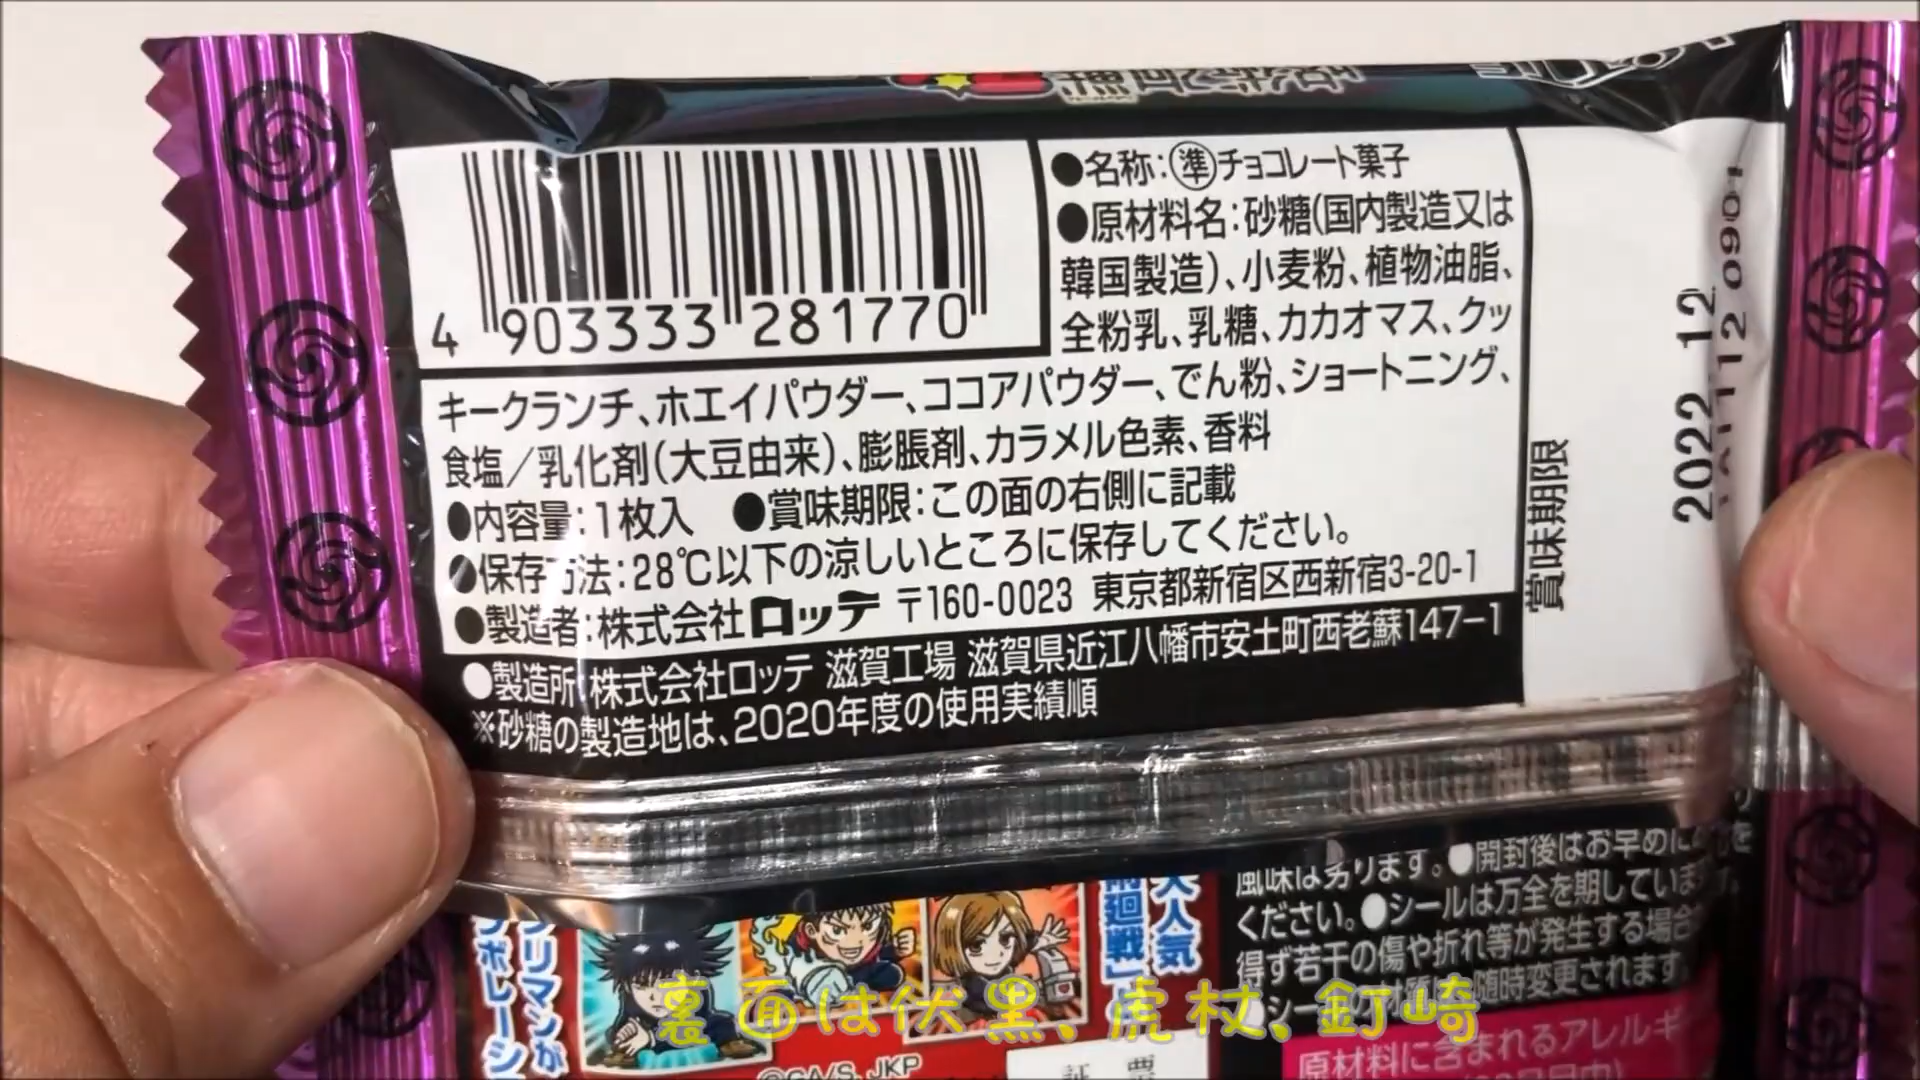 4 903333 281770
●名称:準チョコレート菓子
●原材料名:砂糖(国内製造又は
韓国製造)、小麦粉、植物油脂、
全粉乳、乳糖、カカオマス、クッ
キークランチ、ホエイパウダー、ココアパウダー、でん粉、ショートニング、
食塩/乳化剤(大豆由来)、膨脹剤、カラメル色素、香料
●内容量:1枚入 ●賞味期限:この面の右側に記載
●保存方法:28℃以下の涼しいところに保存してください。
●製造者:株式会社ロッテ 〒160-0023 東京都新宿区西新宿3-20-1
●製造所:株式会社ロッテ 滋賀工場 滋賀県近江八幡市安土町西老蘇147-1
※砂糖の製造地は、2020年度の使用実績順
賞味期限
2022 12
風味は劣ります。●開封後はお早めに
ください。●シールは万全を期していま
得ず若干の傷や折れ等が発生する場合
随時変更されます
大人気
廻戦」
リマンが
ボレーシ
裏面は伏黒、虎杖、釘崎
原材料に含まれるアレルギ
©GA/S, JKP
証 票